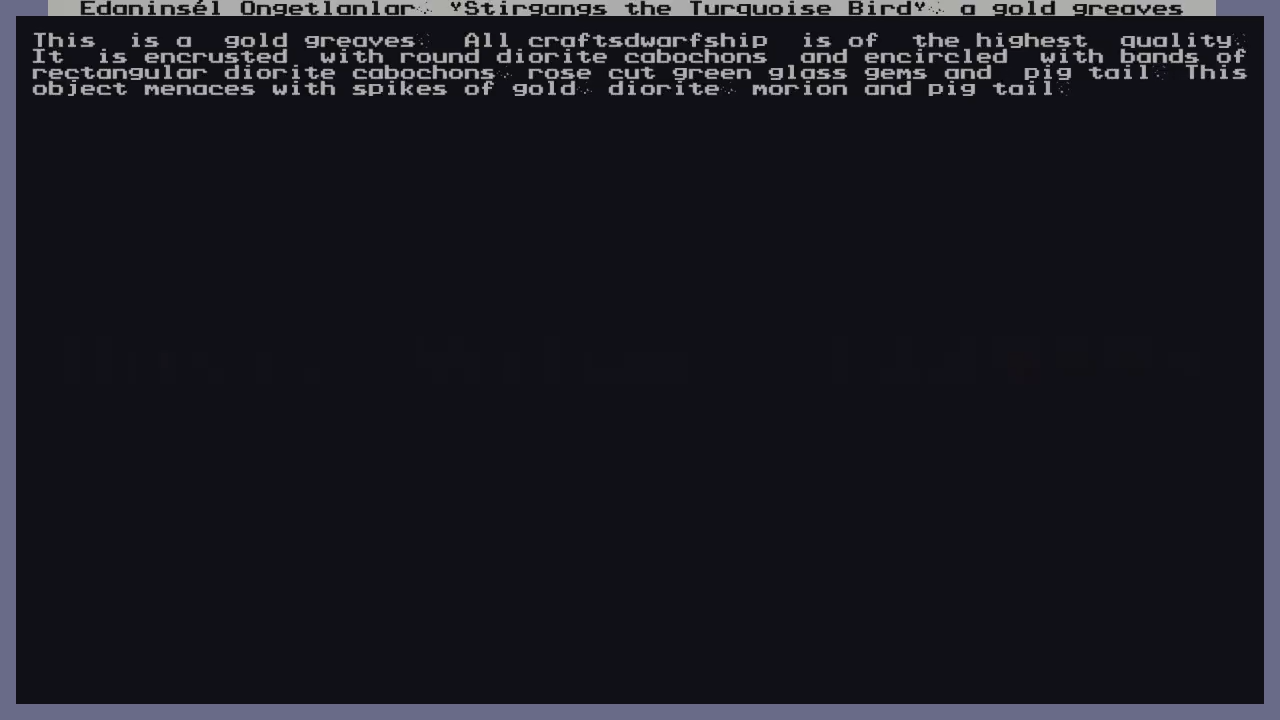 Edaninsél Ongetlanlar, "Stirgangs the Turquoise Bird", a gold greaves
This is a gold greaves. All craftsdwarfship is of the highest quality.
It is encrusted with round diorite cabochons and encircled with bands of
rectangular diorite cabochons, rose cut green glass gems and pig tail. This
object menaces with spikes of gold, diorite, morion and pig tail.